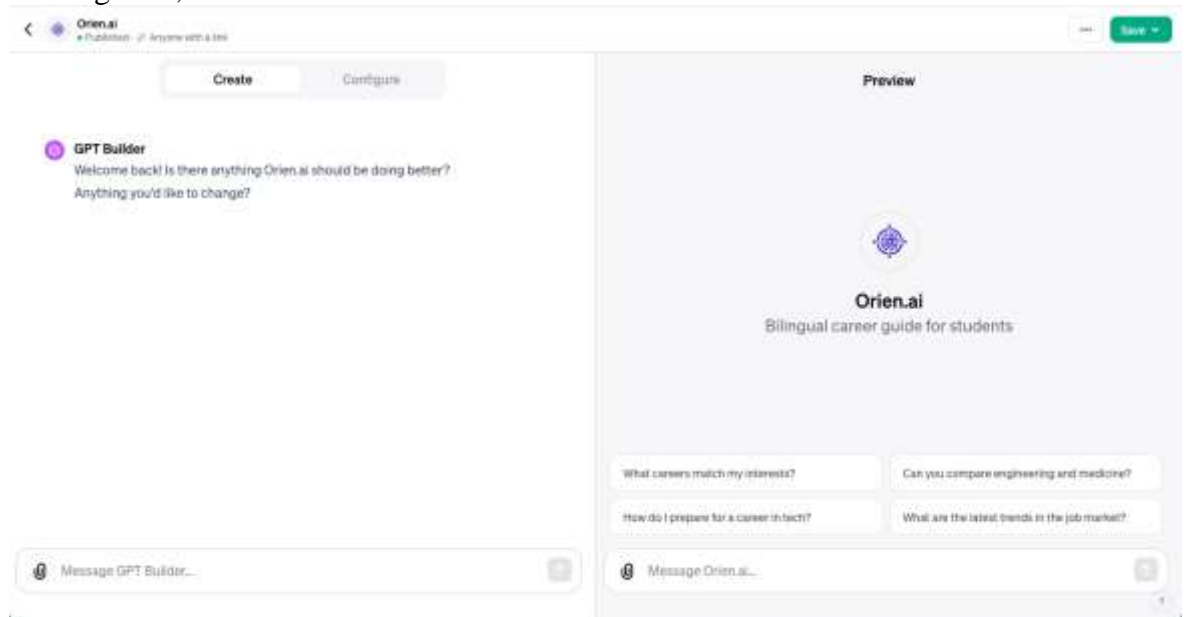 Orien.ai
Published · Anyone with a link
Save
Create
Configure
Preview
GPT Builder
Welcome back! Is there anything Orien.ai should be doing better?
Anything you'd like to change?
Orien.ai
Bilingual career guide for students
What careers match my interests?
Can you compare engineering and medicine?
How do I prepare for a career in tech?
What are the latest trends in the job market?
Message GPT Builder...
Message Orien.ai...